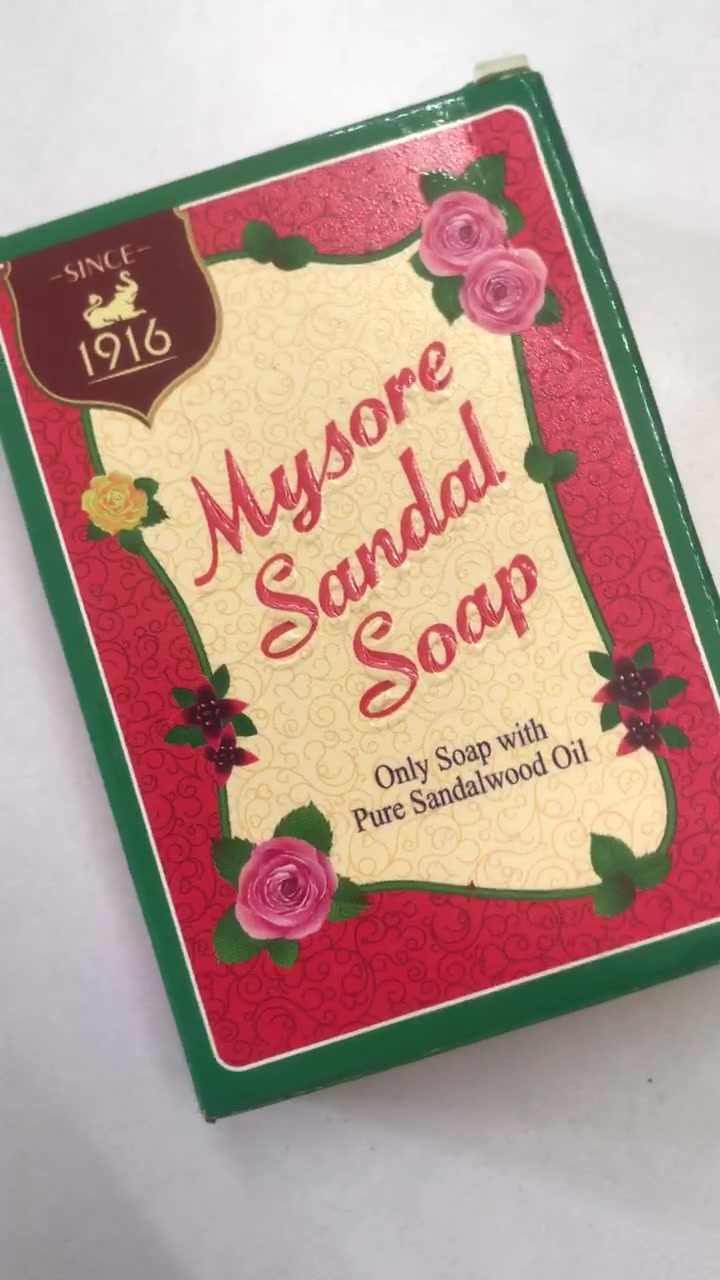 -SINCE-
1916
Mysore
Sandal
Soap
Only Soap with
Pure Sandalwood Oil